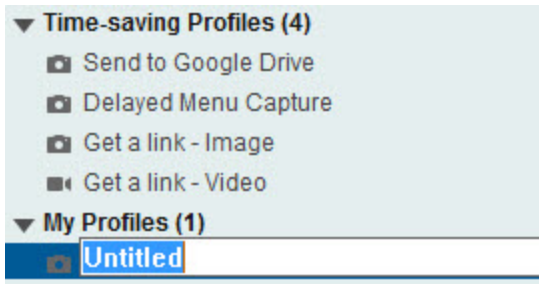 Time-saving Profiles (4)
Send to Google Drive
Delayed Menu Capture
Get a link - Image
Get a link - Video
My Profiles (1)
Untitled